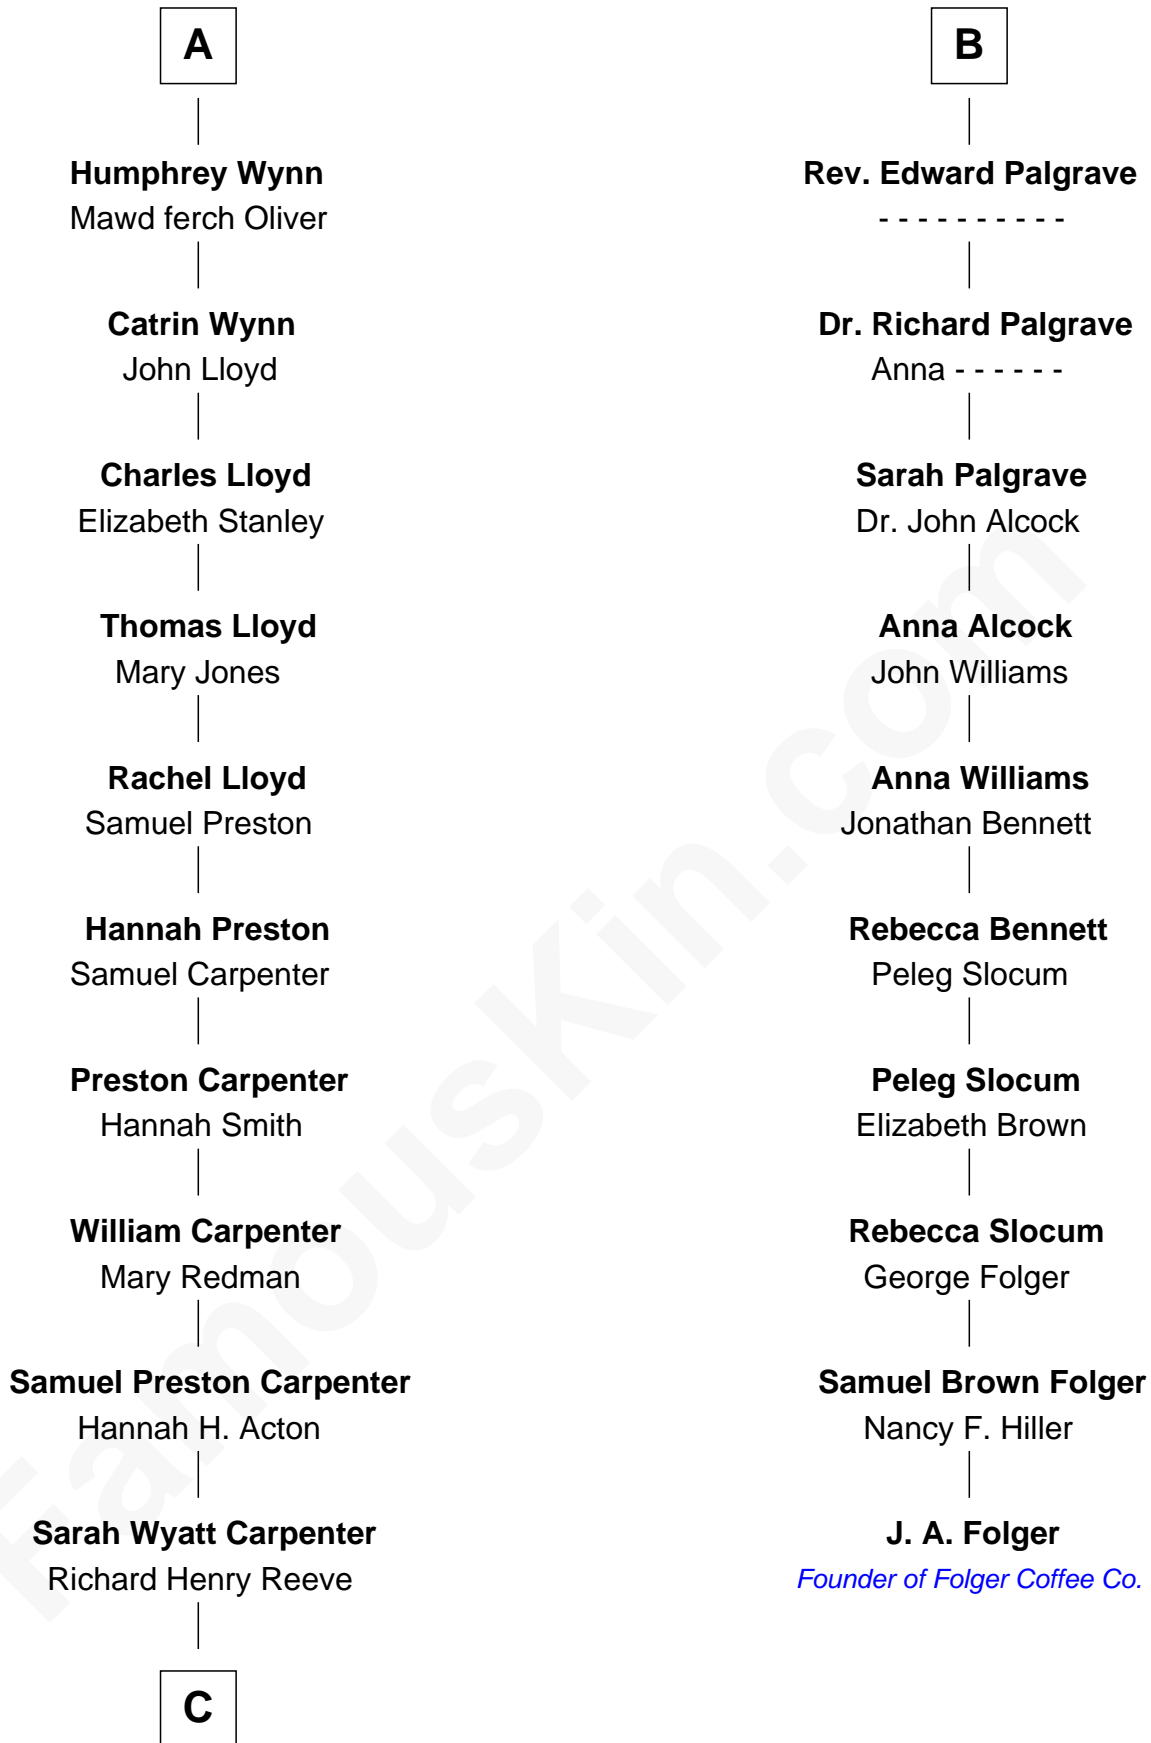 A
Humphrey Wynn
Mawd ferch Oliver
Catrin Wynn
John Lloyd
Charles Lloyd
Elizabeth Stanley
Thomas Lloyd
Mary Jones
Rachel Lloyd
Samuel Preston
Hannah Preston
Samuel Carpenter
Preston Carpenter
Hannah Smith
William Carpenter
Mary Redman
Samuel Preston Carpenter
Hannah H. Acton
Sarah Wyatt Carpenter
Richard Henry Reeve
C
B
Rev. Edward Palgrave
- - - - - - - - - -
Dr. Richard Palgrave
Anna - - - - - -
Sarah Palgrave
Dr. John Alcock
Anna Alcock
John Williams
Anna Williams
Jonathan Bennett
Rebecca Bennett
Peleg Slocum
Peleg Slocum
Elizabeth Brown
Rebecca Slocum
George Folger
Samuel Brown Folger
Nancy F. Hiller
J. A. Folger
Founder of Folger Coffee Co.
FamousKin.com